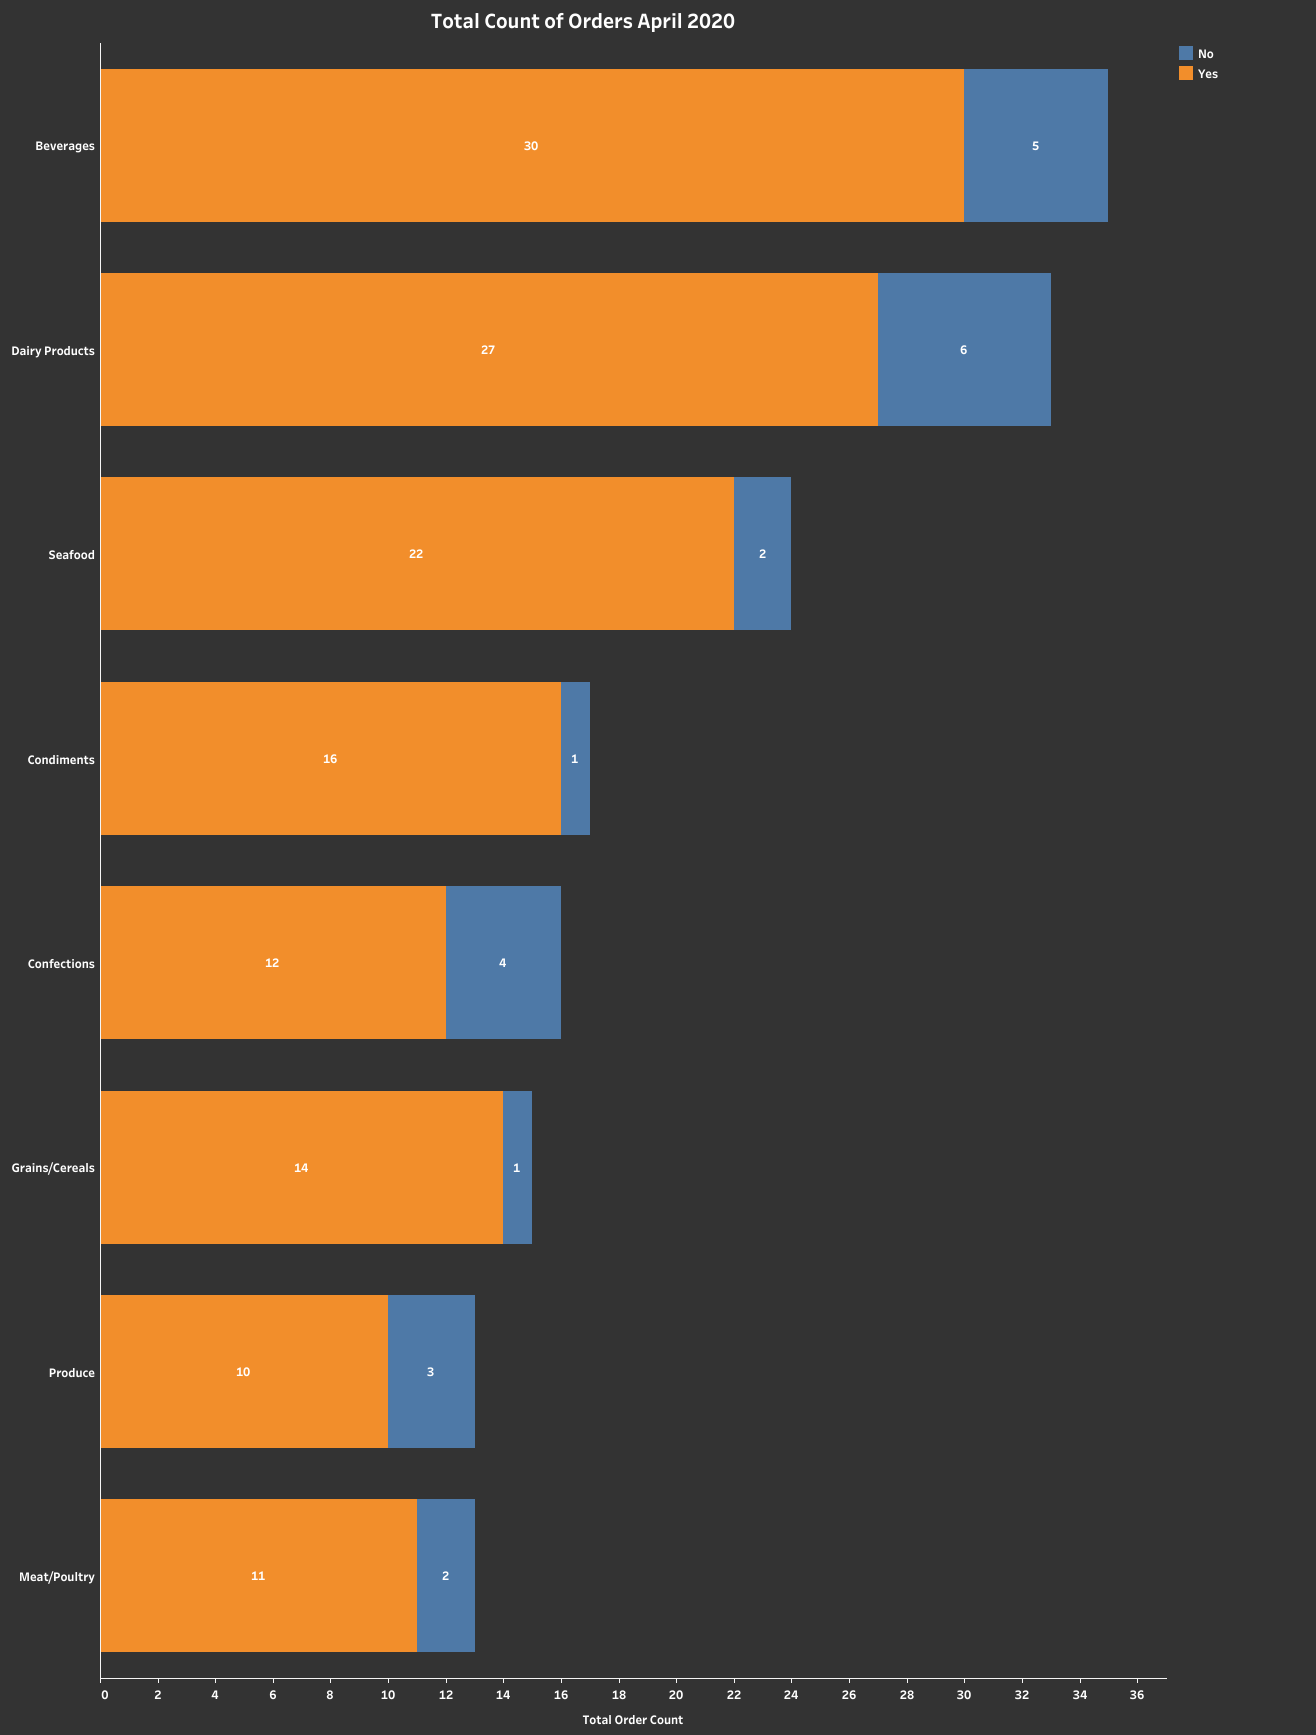 Total Count of Orders April 2020
No
Yes
Beverages
30
5
Dairy Products
27
6
Seafood
22
2
Condiments
16
1
Confections
12
4
Grains/Cereals
14
1
Produce
10
3
Meat/Poultry
11
2
0 2 4 6 8 10 12 14 16 18 20 22 24 26 28 30 32 34 36
Total Order Count